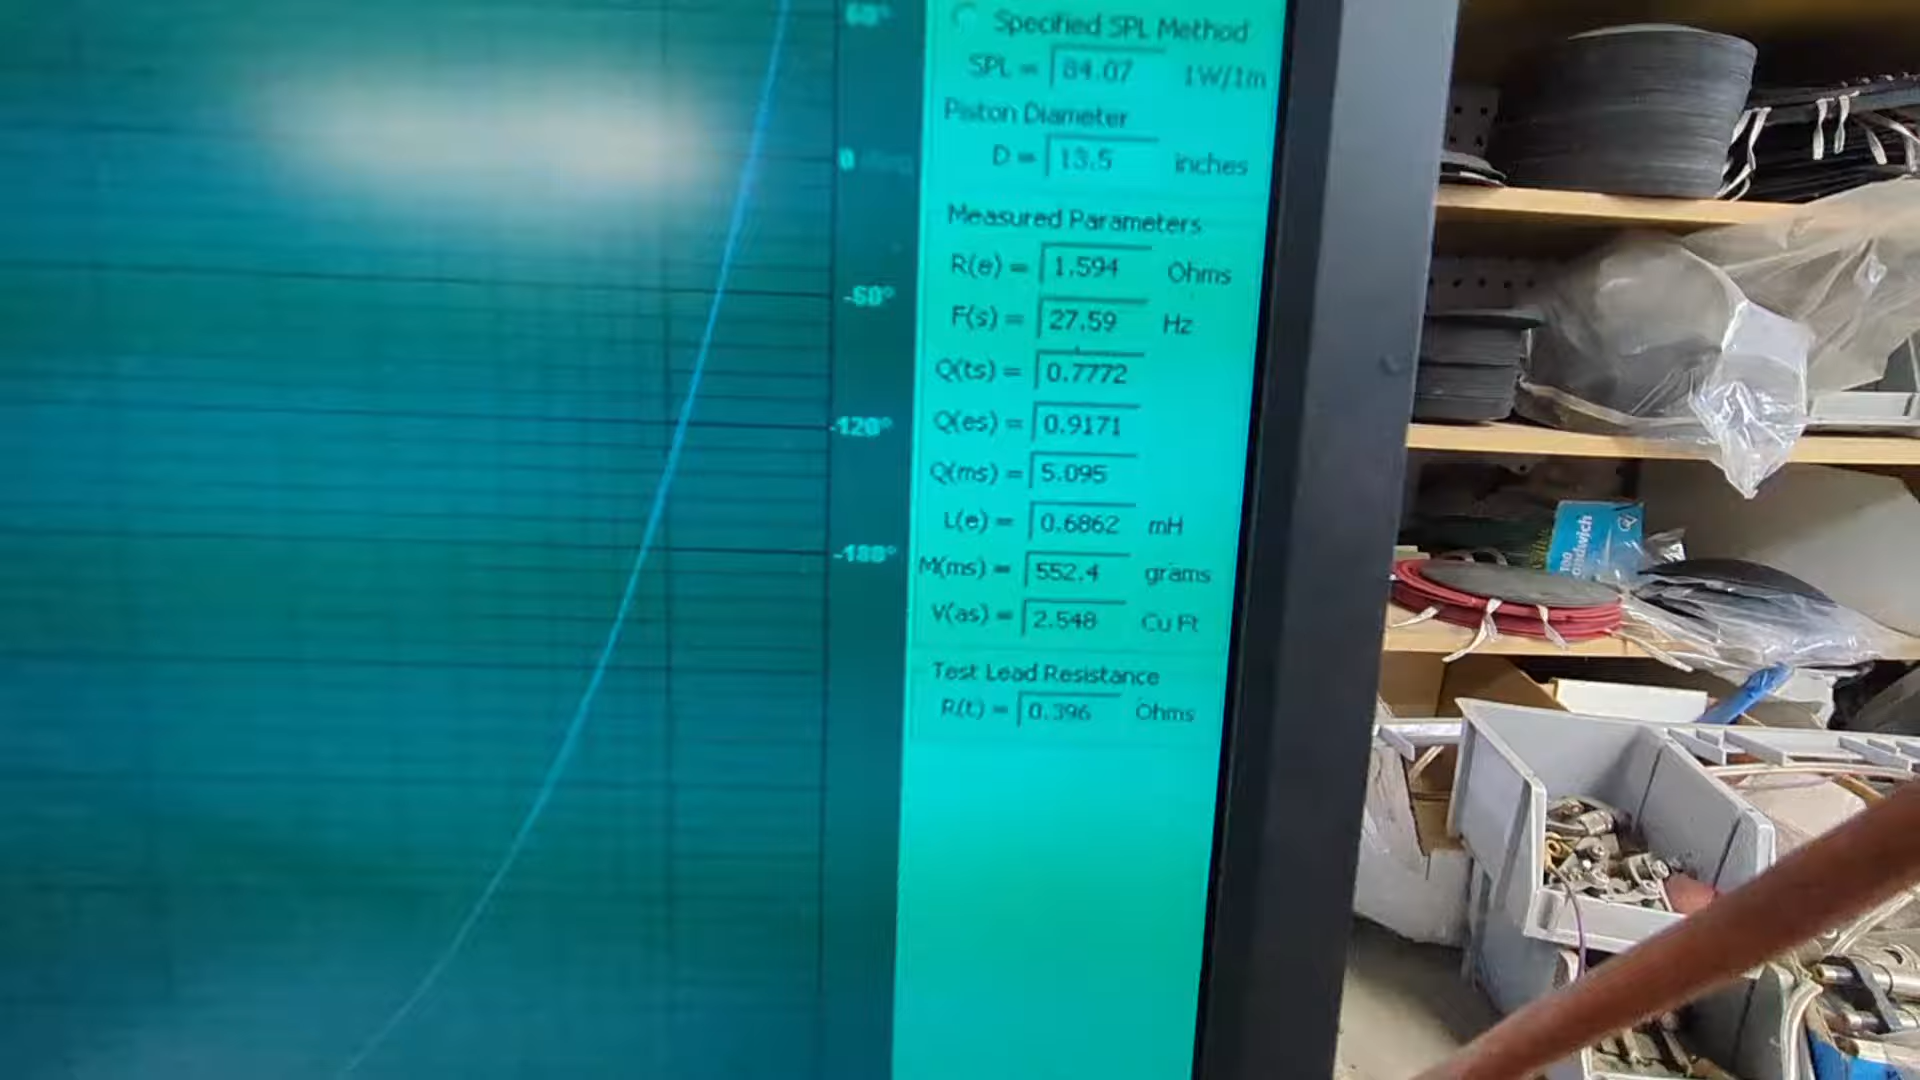 60°
0
-60°
-120°
-180°
Specified SPL Method
SPL = 84.07 1W/1m
Piston Diameter
D = 13.5 inches
Measured Parameters
R(e) = 1.594 Ohms
F(s) = 27.59 Hz
Q(ts) = 0.7772
Q(es) = 0.9171
Q(ms) = 5.095
L(e) = 0.6862 mH
M(ms) = 552.4 grams
V(as) = 2.548 Cu Ft
Test Lead Resistance
R(t) = 0.396 Ohms